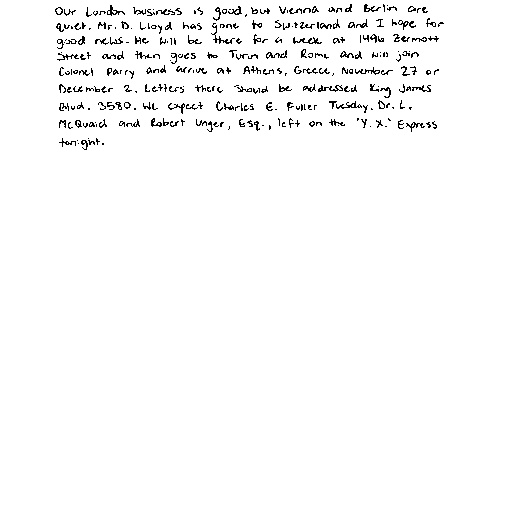 Our London business is good, but Vienna and Berlin are
quiet. Mr. D. Lloyd has gone to Switzerland and I hope for
good news. He will be there for a week at 1496 Zermott
Street and then goes to Turin and Rome and will join
Colonel Parry and arrive at Athens, Greece, November 27 or
December 2. Letters there should be addressed King James
Blvd. 3580. We expect Charles E. Fuller Tuesday. Dr. L.
McQuaid and Robert Unger, Esq., left on the "Y. X." Express
tonight.